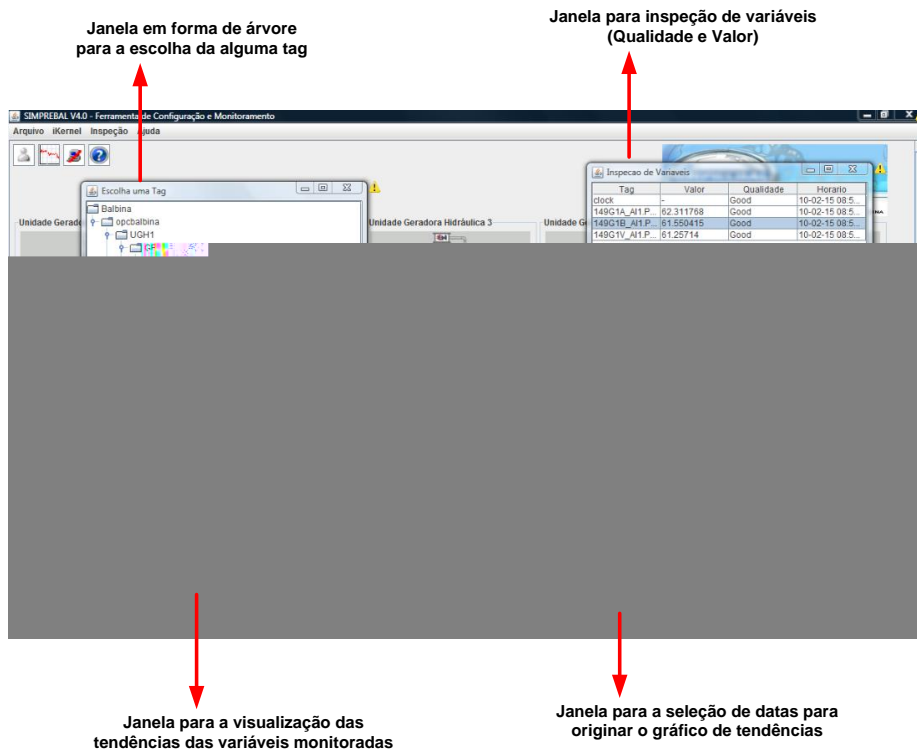 Janela em forma de árvore
para a escolha da alguma tag
Janela para inspeção de variáveis
(Qualidade e Valor)
SIMPREBAL V4.0 - Ferramenta de Configuração e Monitoramento
Arquivo iKernel Inspeção Ajuda
Escolha uma Tag
Balbina
opcbalbina
UGH1
Unidade Gerado
Unidade Geradora Hidráulica 3
Unidade Ge
Inspecao de Variaveis
Tag Valor Qualidade Horario
clock - Good 10-02-15 08:5...
149G1A_AI1.P... 62.311768 Good 10-02-15 08:5...
149G1B_AI1.P... 61.550415 Good 10-02-15 08:5...
149G1V_AI1.P... 61.25714 Good 10-02-15 08:5...
Janela para a visualização das
tendências das variáveis monitoradas
Janela para a seleção de datas para
originar o gráfico de tendências